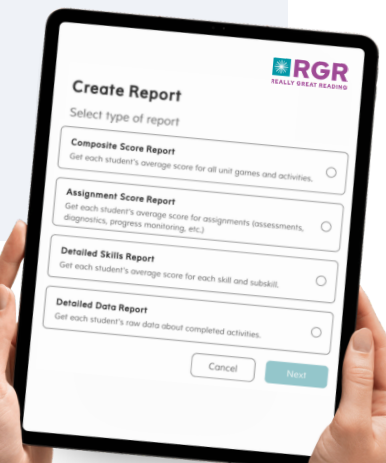 RGR
REALLY GREAT READING
Create Report
Select type of report
Composite Score Report
Get each student's average score for all unit games and activities.
Assignment Score Report
Get each student's average score for assignments (assessments,
diagnostics, progress monitoring, etc.)
Detailed Skills Report
Get each student's average score for each skill and subskill.
Detailed Data Report
Get each student's raw data about completed activities.
Cancel
Next